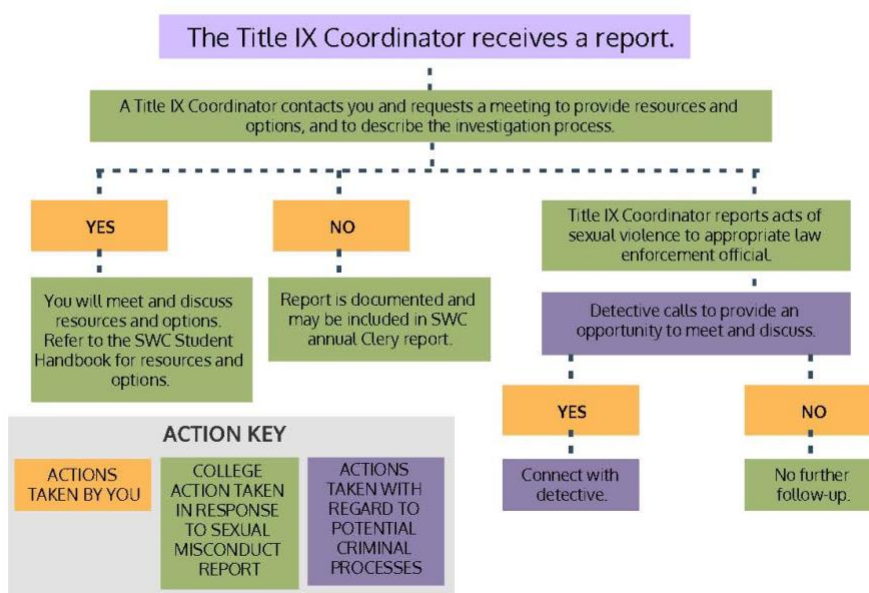 The Title IX Coordinator receives a report.
A Title IX Coordinator contacts you and requests a meeting to provide resources and
options, and to describe the investigation process.
YES
NO
Title IX Coordinator reports acts of
sexual violence to appropriate law
enforcement official.
You will meet and discuss
resources and options.
Refer to the SWC Student
Handbook for resources and
options.
Report is documented and
may be included in SWC
annual Clery report.
Detective calls to provide an
opportunity to meet and discuss.
YES
NO
Connect with
detective.
No further
follow-up.
ACTION KEY
ACTIONS
TAKEN BY YOU
COLLEGE
ACTION TAKEN
IN RESPONSE
TO SEXUAL
MISCONDUCT
REPORT
ACTIONS
TAKEN WITH
REGARD TO
POTENTIAL
CRIMINAL
PROCESSES